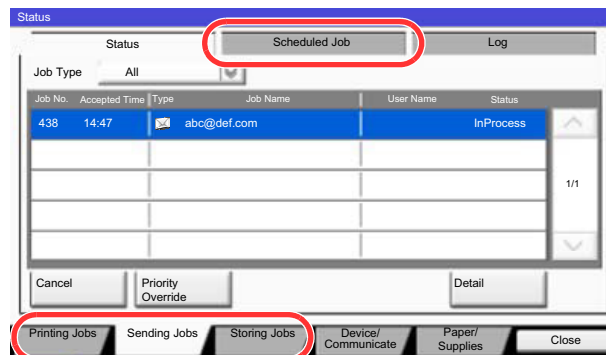 Status
Status Scheduled Job Log
Job Type All
Job No. Accepted Time Type Job Name User Name Status
438 14:47 abc@def.com InProcess
1/1
Cancel Priority Override Detail
Printing Jobs Sending Jobs Storing Jobs Device/ Communicate Paper/ Supplies Close